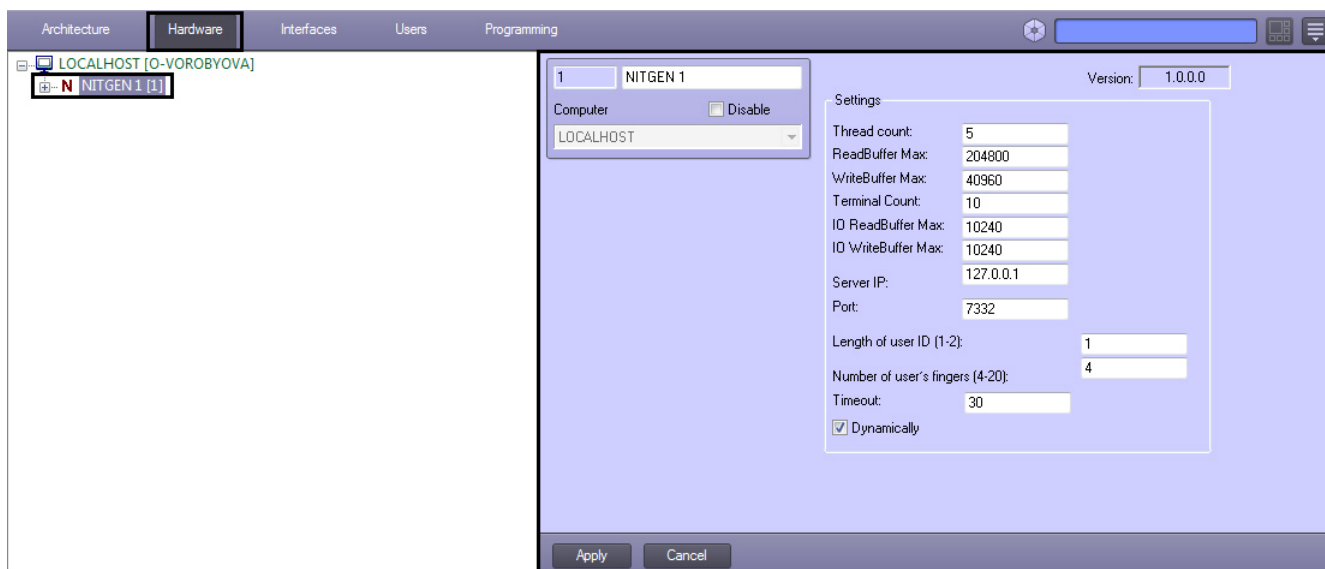 Architecture Hardware Interfaces Users Programming
LOCALHOST [O-VOROBYOVA]
N NITGEN 1 [1]
1 NITGEN 1
Computer Disable
LOCALHOST
Version: 1.0.0.0
Settings
Thread count: 5
ReadBuffer Max: 204800
WriteBuffer Max: 40960
Terminal Count: 10
IO ReadBuffer Max: 10240
IO WriteBuffer Max: 10240
Server IP: 127.0.0.1
Port: 7332
Length of user ID (1-2): 1
Number of user's fingers (4-20): 4
Timeout: 30
Dynamically
Apply Cancel